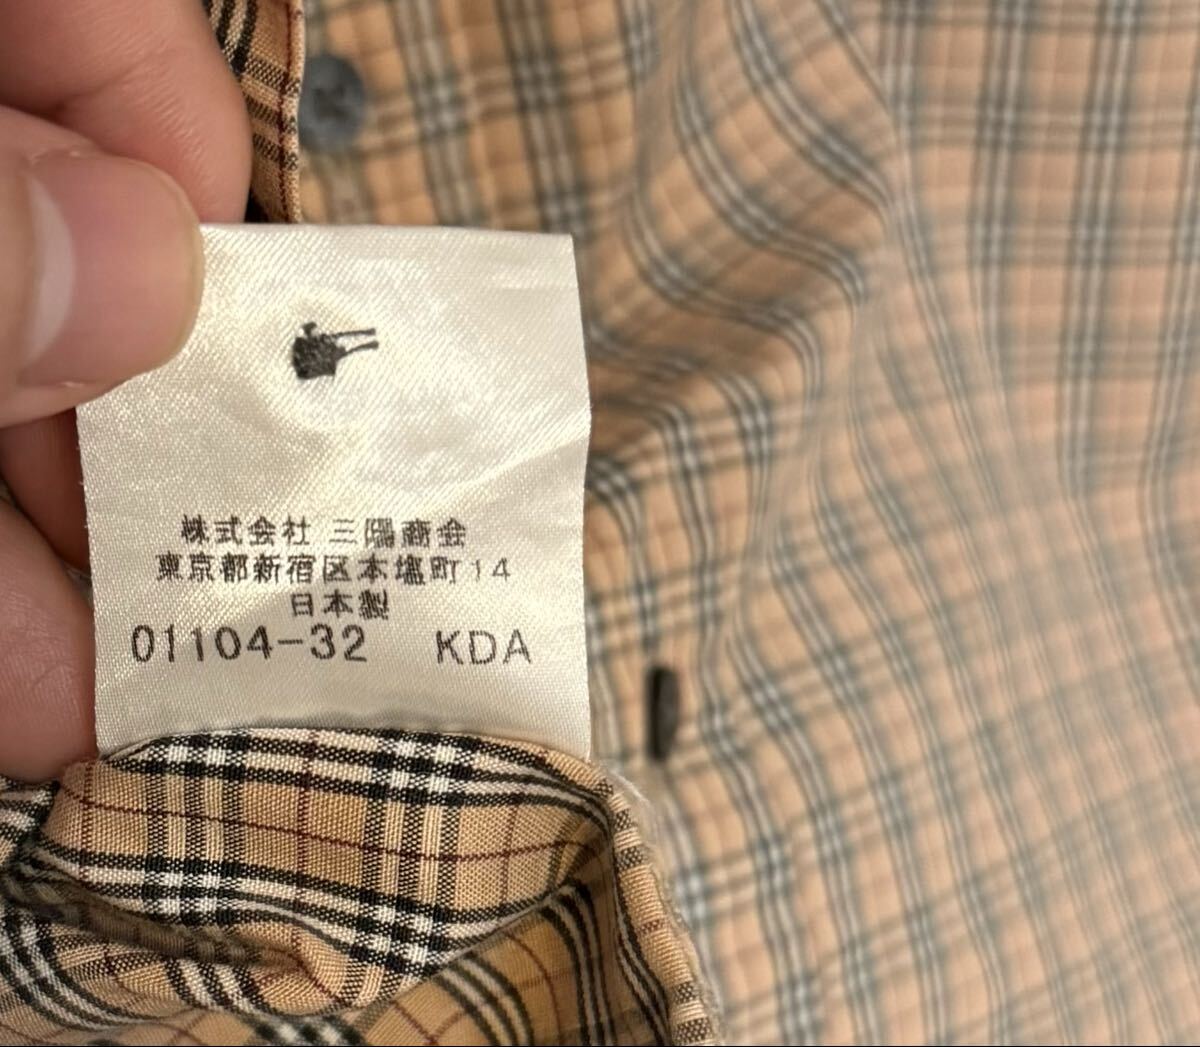 株式会社 三陽商会
東京都新宿区本塩町14
日本製
01104-32 KDA